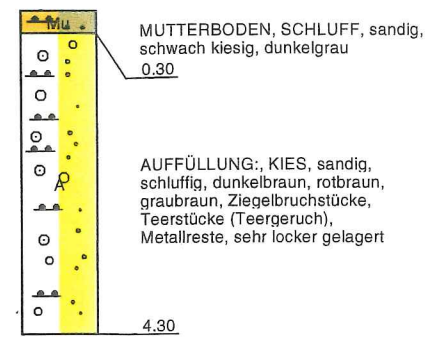 Mu
MUTTERBODEN, SCHLUFF, sandig,
schwach kiesig, dunkelgrau
0.30
A
AUFFÜLLUNG:, KIES, sandig,
schluffig, dunkelbraun, rotbraun,
graubraun, Ziegelbruchstücke,
Teerstücke (Teergeruch),
Metallreste, sehr locker gelagert
4.30